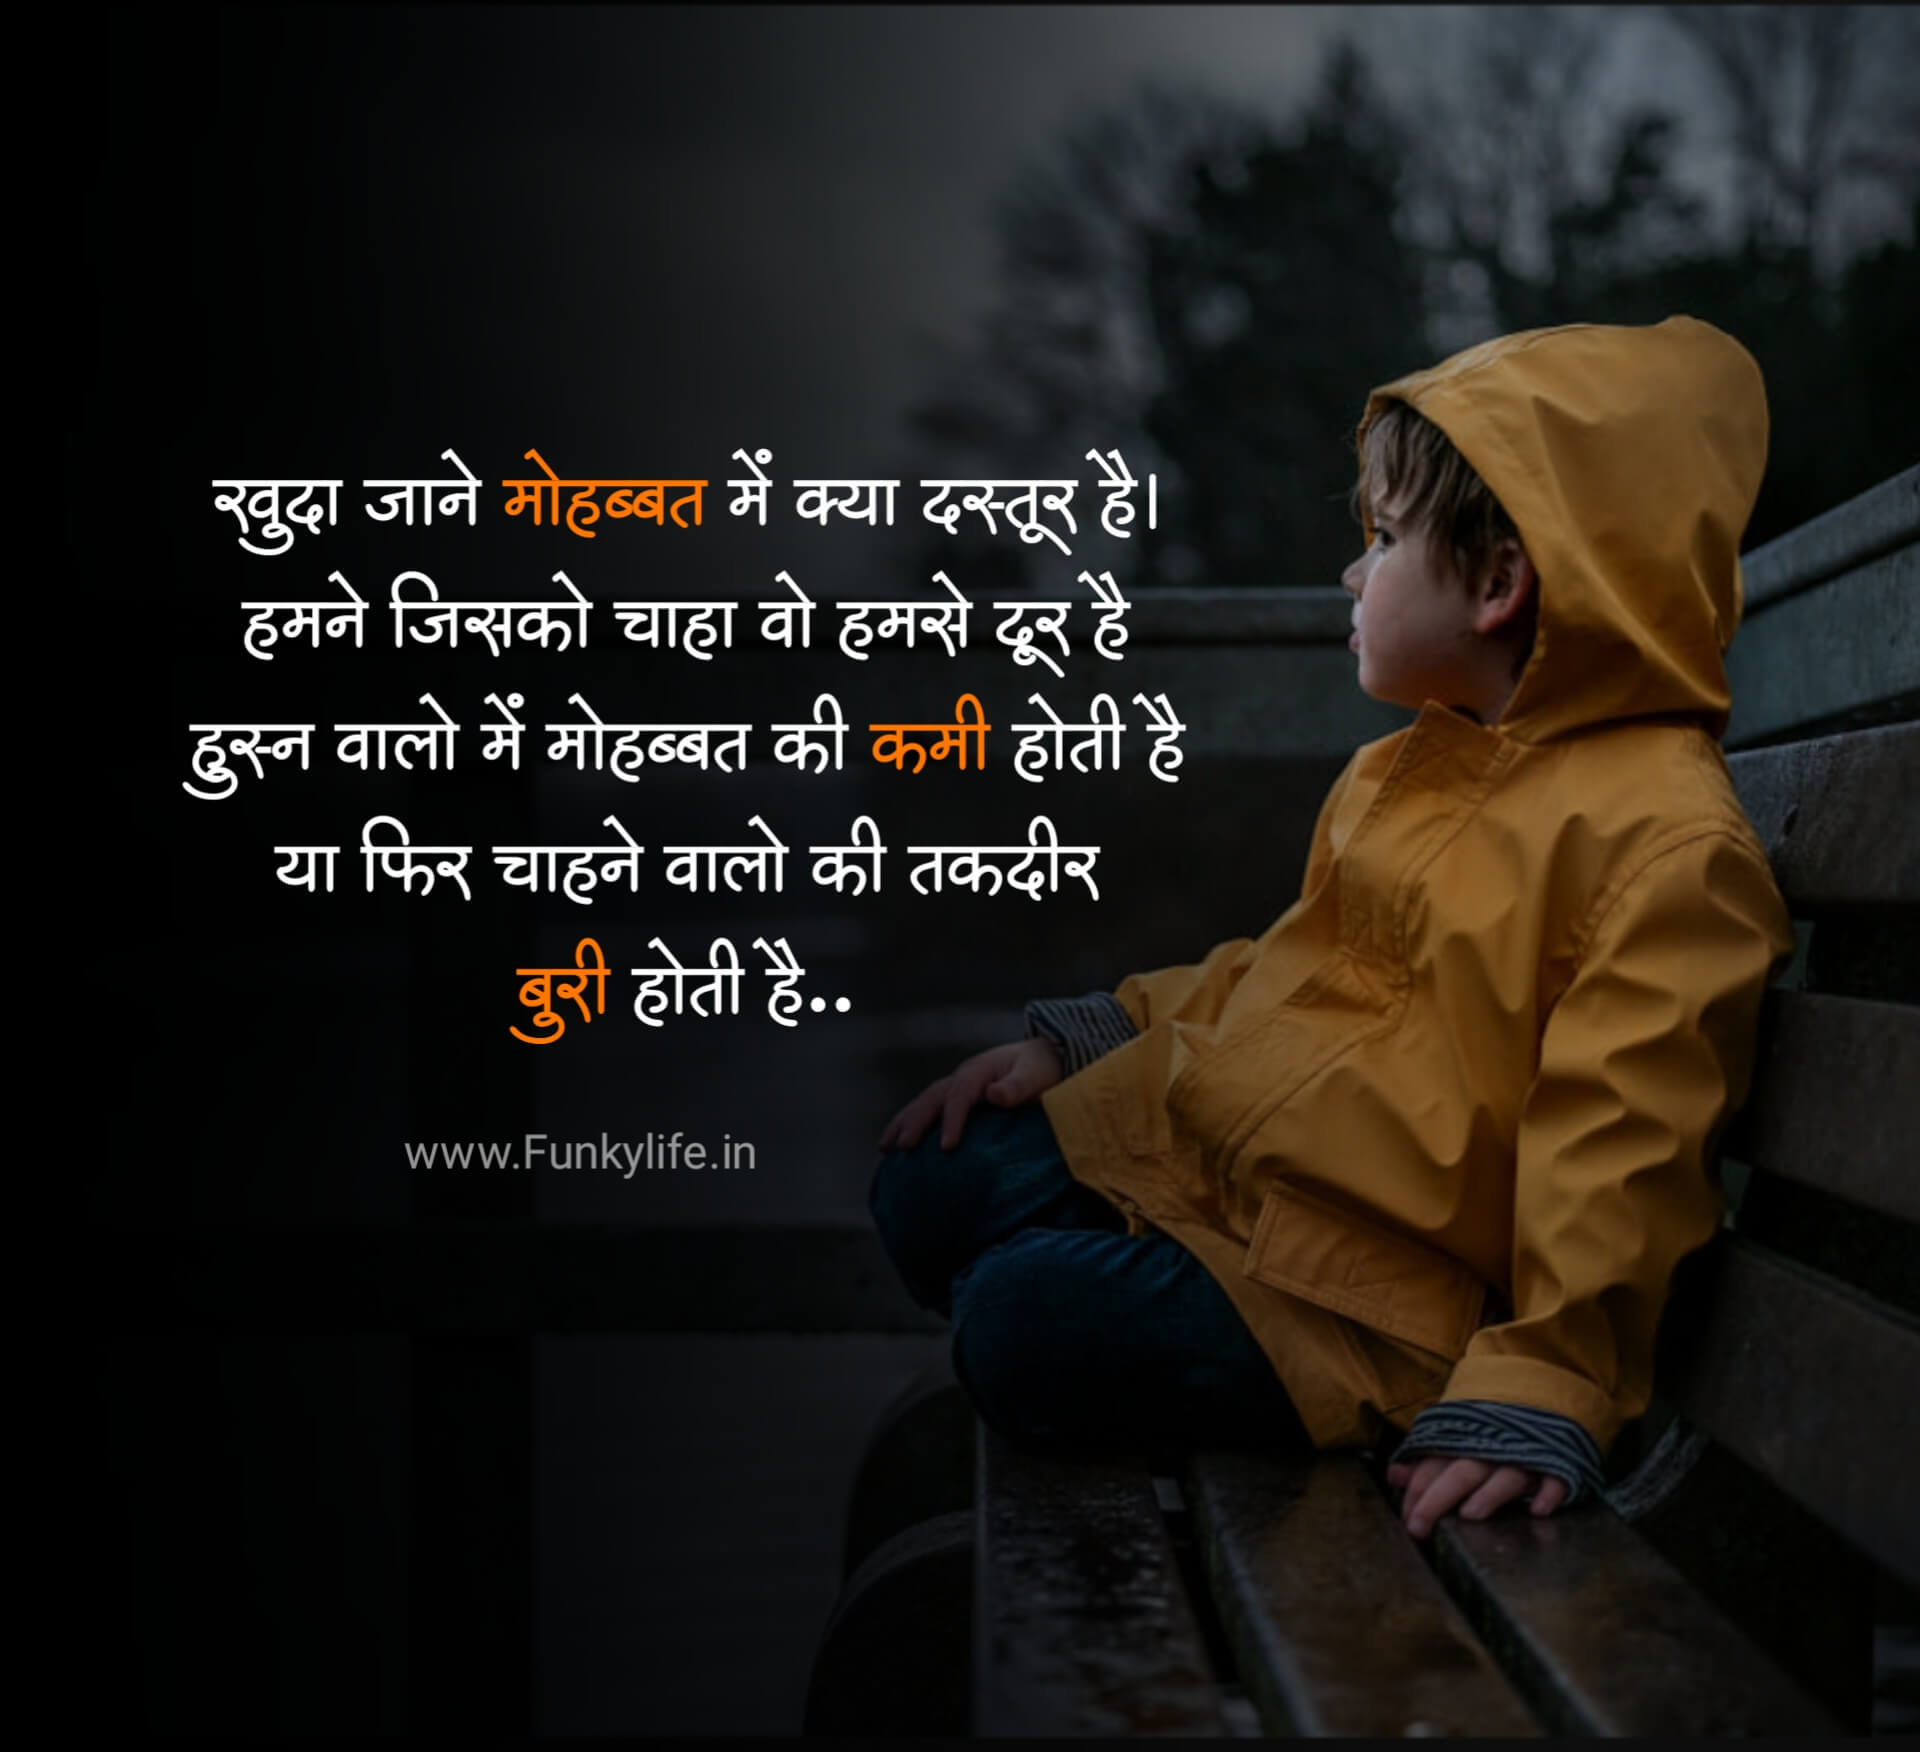 खुदा जाने मोहब्बत में क्या दस्तूर है।
हमने जिसको चाहा वो हमसे दूर है
हुस्न वालो में मोहब्बत की कमी होती है
या फिर चाहने वालो की तकदीर
बुरी होती है..
www.Funkylife.in